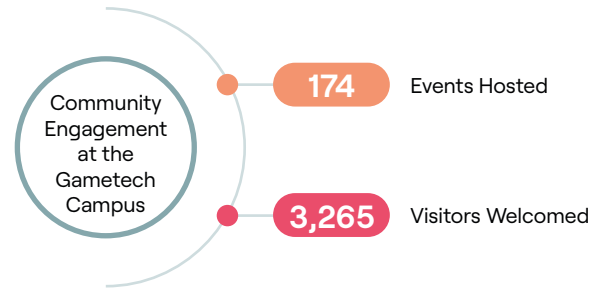 Community
Engagement
at the
Gametech
Campus
174
Events Hosted
3,265
Visitors Welcomed